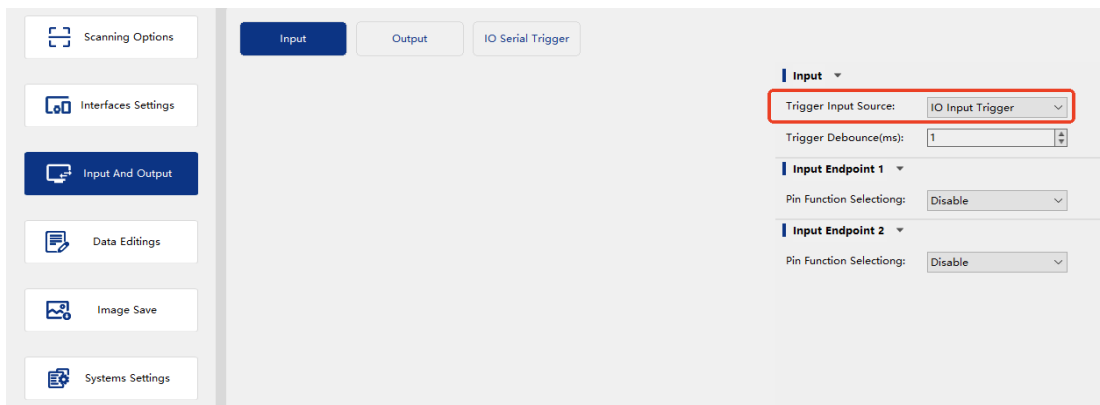 Scanning Options
Interfaces Settings
Input And Output
Data Editings
Image Save
Systems Settings
Input
Output
IO Serial Trigger
Input
Trigger Input Source: IO Input Trigger
Trigger Debounce(ms): 1
Input Endpoint 1
Pin Function Selectiong: Disable
Input Endpoint 2
Pin Function Selectiong: Disable